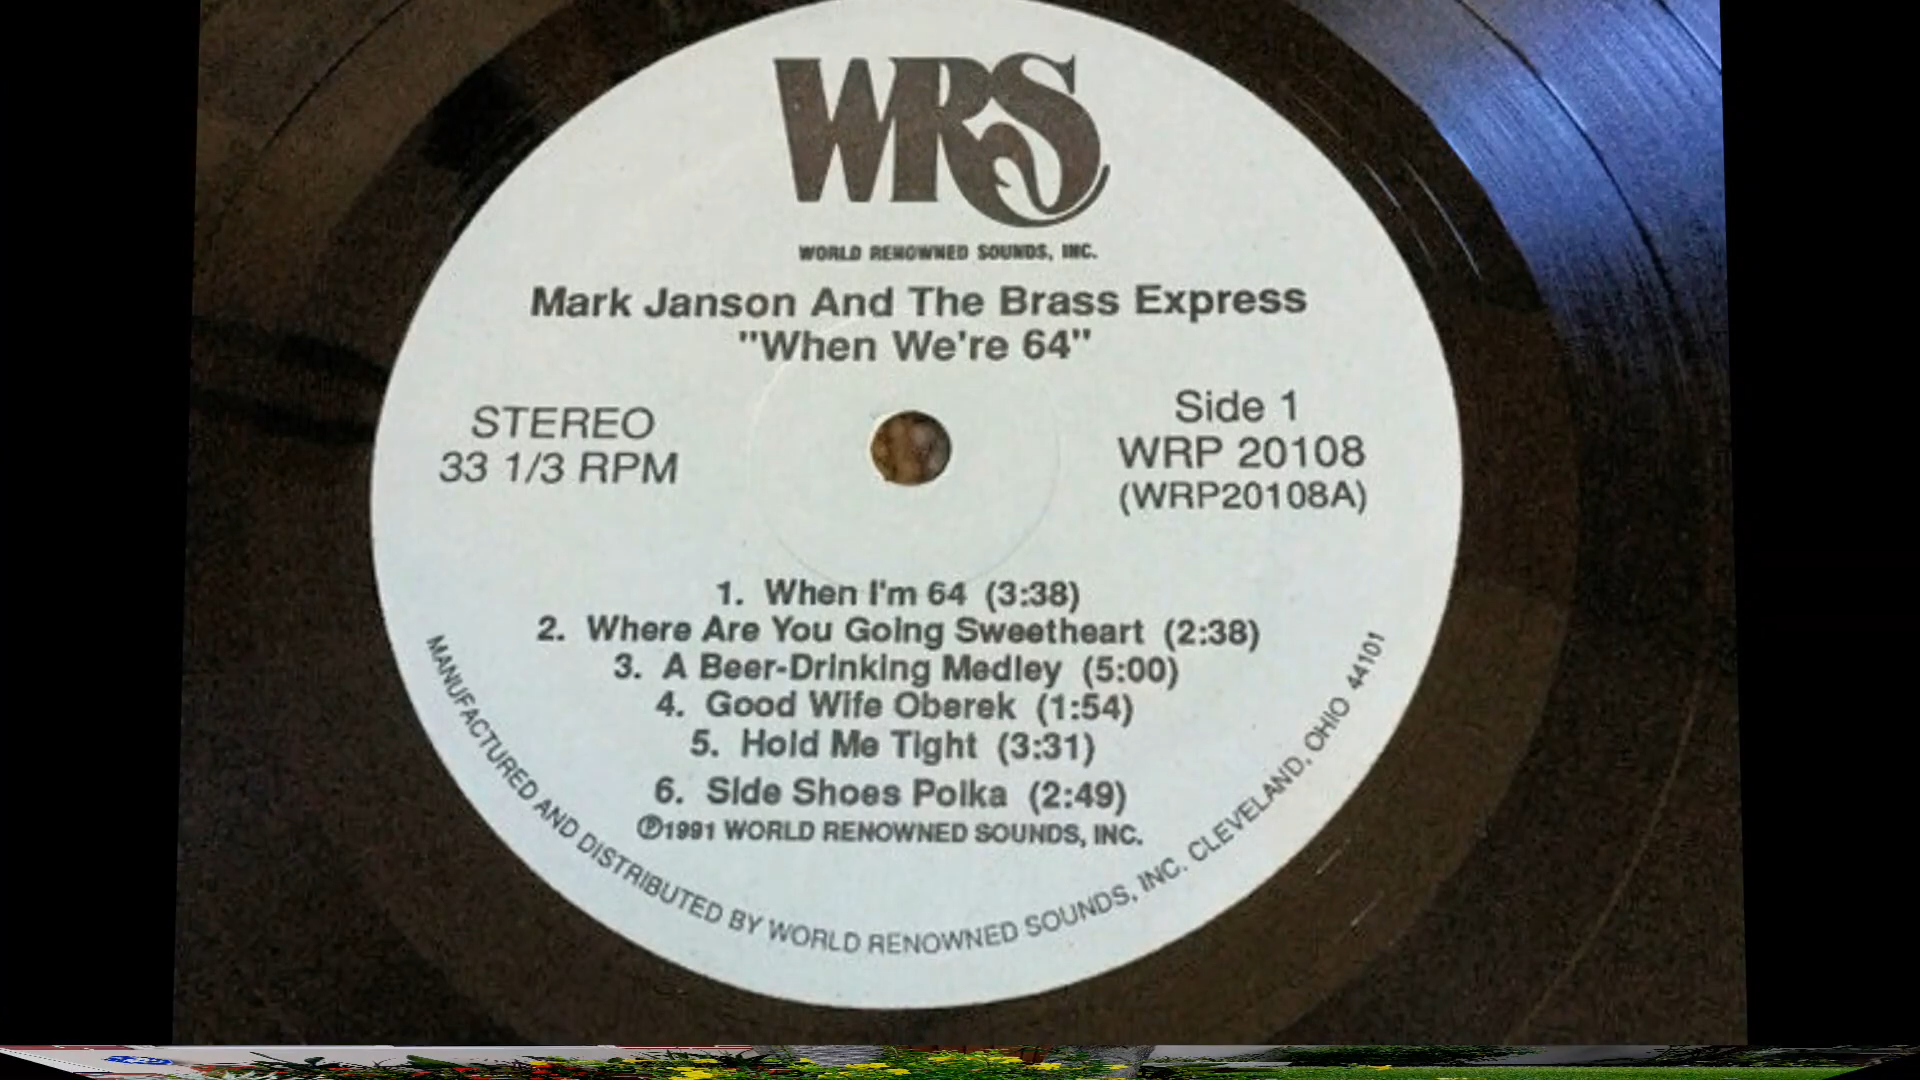 WRS
WORLD RENOWNED SOUNDS, INC.
Mark Janson And The Brass Express
"When We're 64"
STEREO
33 1/3 RPM
Side 1
WRP 20108
(WRP20108A)
1. When I'm 64 (3:38)
2. Where Are You Going Sweetheart (2:38)
3. A Beer-Drinking Medley (5:00)
4. Good Wife Oberek (1:54)
5. Hold Me Tight (3:31)
6. Side Shoes Polka (2:49)
℗1991 WORLD RENOWNED SOUNDS, INC.
MANUFACTURED AND DISTRIBUTED BY WORLD RENOWNED SOUNDS, INC. CLEVELAND, OHIO 44101